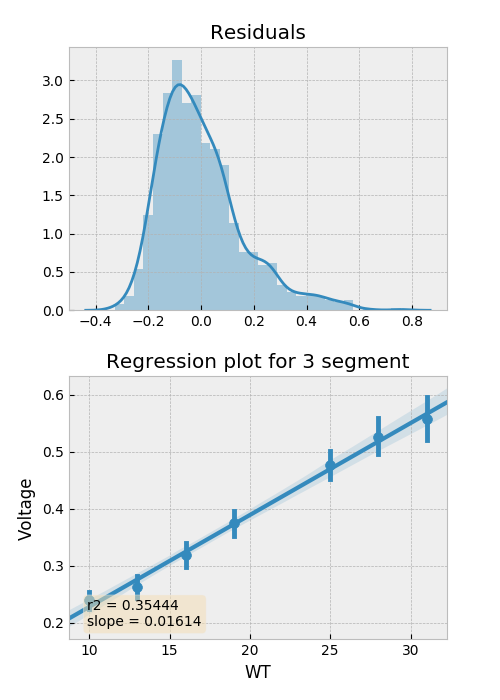 Residuals
3.0
2.5
2.0
1.5
1.0
0.5
0.0
−0.4 −0.2 0.0 0.2 0.4 0.6 0.8
Regression plot for 3 segment
0.6
0.5
0.4
0.3
0.2
Voltage
r2 = 0.35444
slope = 0.01614
10 15 20 25 30
WT